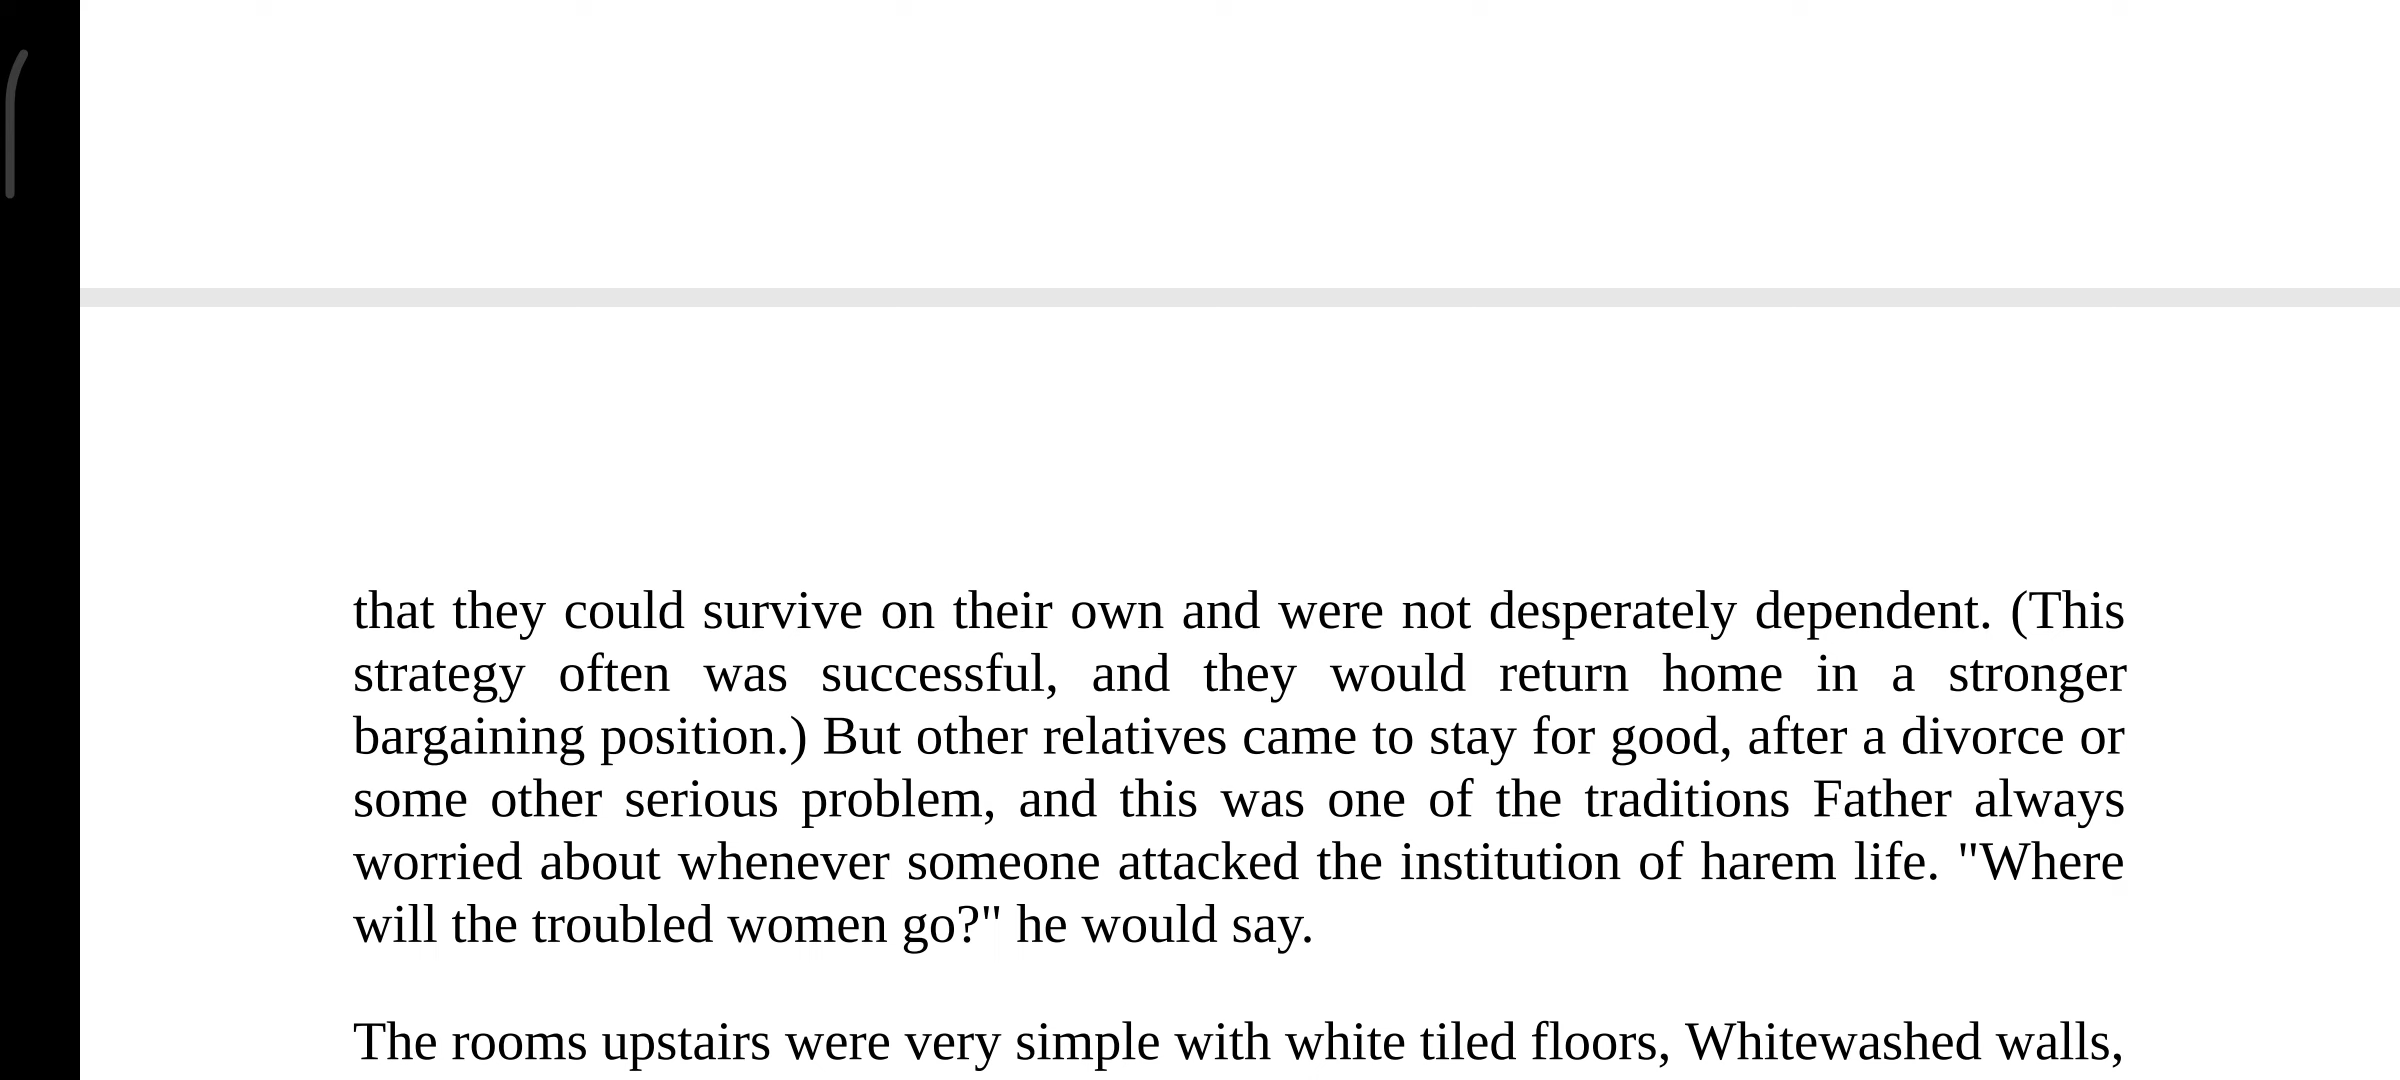 that they could survive on their own and were not desperately dependent. (This
strategy often was successful, and they would return home in a stronger
bargaining position.) But other relatives came to stay for good, after a divorce or
some other serious problem, and this was one of the traditions Father always
worried about whenever someone attacked the institution of harem life. "Where
will the troubled women go?" he would say.
The rooms upstairs were very simple with white tiled floors, Whitewashed walls,